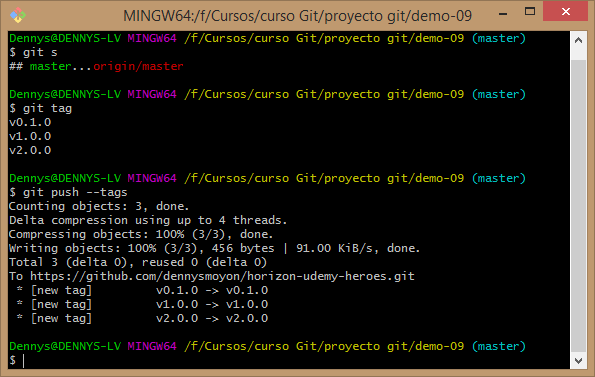 MINGW64:/f/Cursos/curso Git/proyecto git/demo-09
Dennys@DENNYS-LV MINGW64 /f/Cursos/curso Git/proyecto git/demo-09 (master)
$ git s
## master...origin/master
Dennys@DENNYS-LV MINGW64 /f/Cursos/curso Git/proyecto git/demo-09 (master)
$ git tag
v0.1.0
v1.0.0
v2.0.0
Dennys@DENNYS-LV MINGW64 /f/Cursos/curso Git/proyecto git/demo-09 (master)
$ git push --tags
Counting objects: 3, done.
Delta compression using up to 4 threads.
Compressing objects: 100% (3/3), done.
Writing objects: 100% (3/3), 456 bytes | 91.00 KiB/s, done.
Total 3 (delta 0), reused 0 (delta 0)
To https://github.com/dennysmoyon/horizon-udemy-heroes.git
 * [new tag]         v0.1.0 -> v0.1.0
 * [new tag]         v1.0.0 -> v1.0.0
 * [new tag]         v2.0.0 -> v2.0.0
Dennys@DENNYS-LV MINGW64 /f/Cursos/curso Git/proyecto git/demo-09 (master)
$